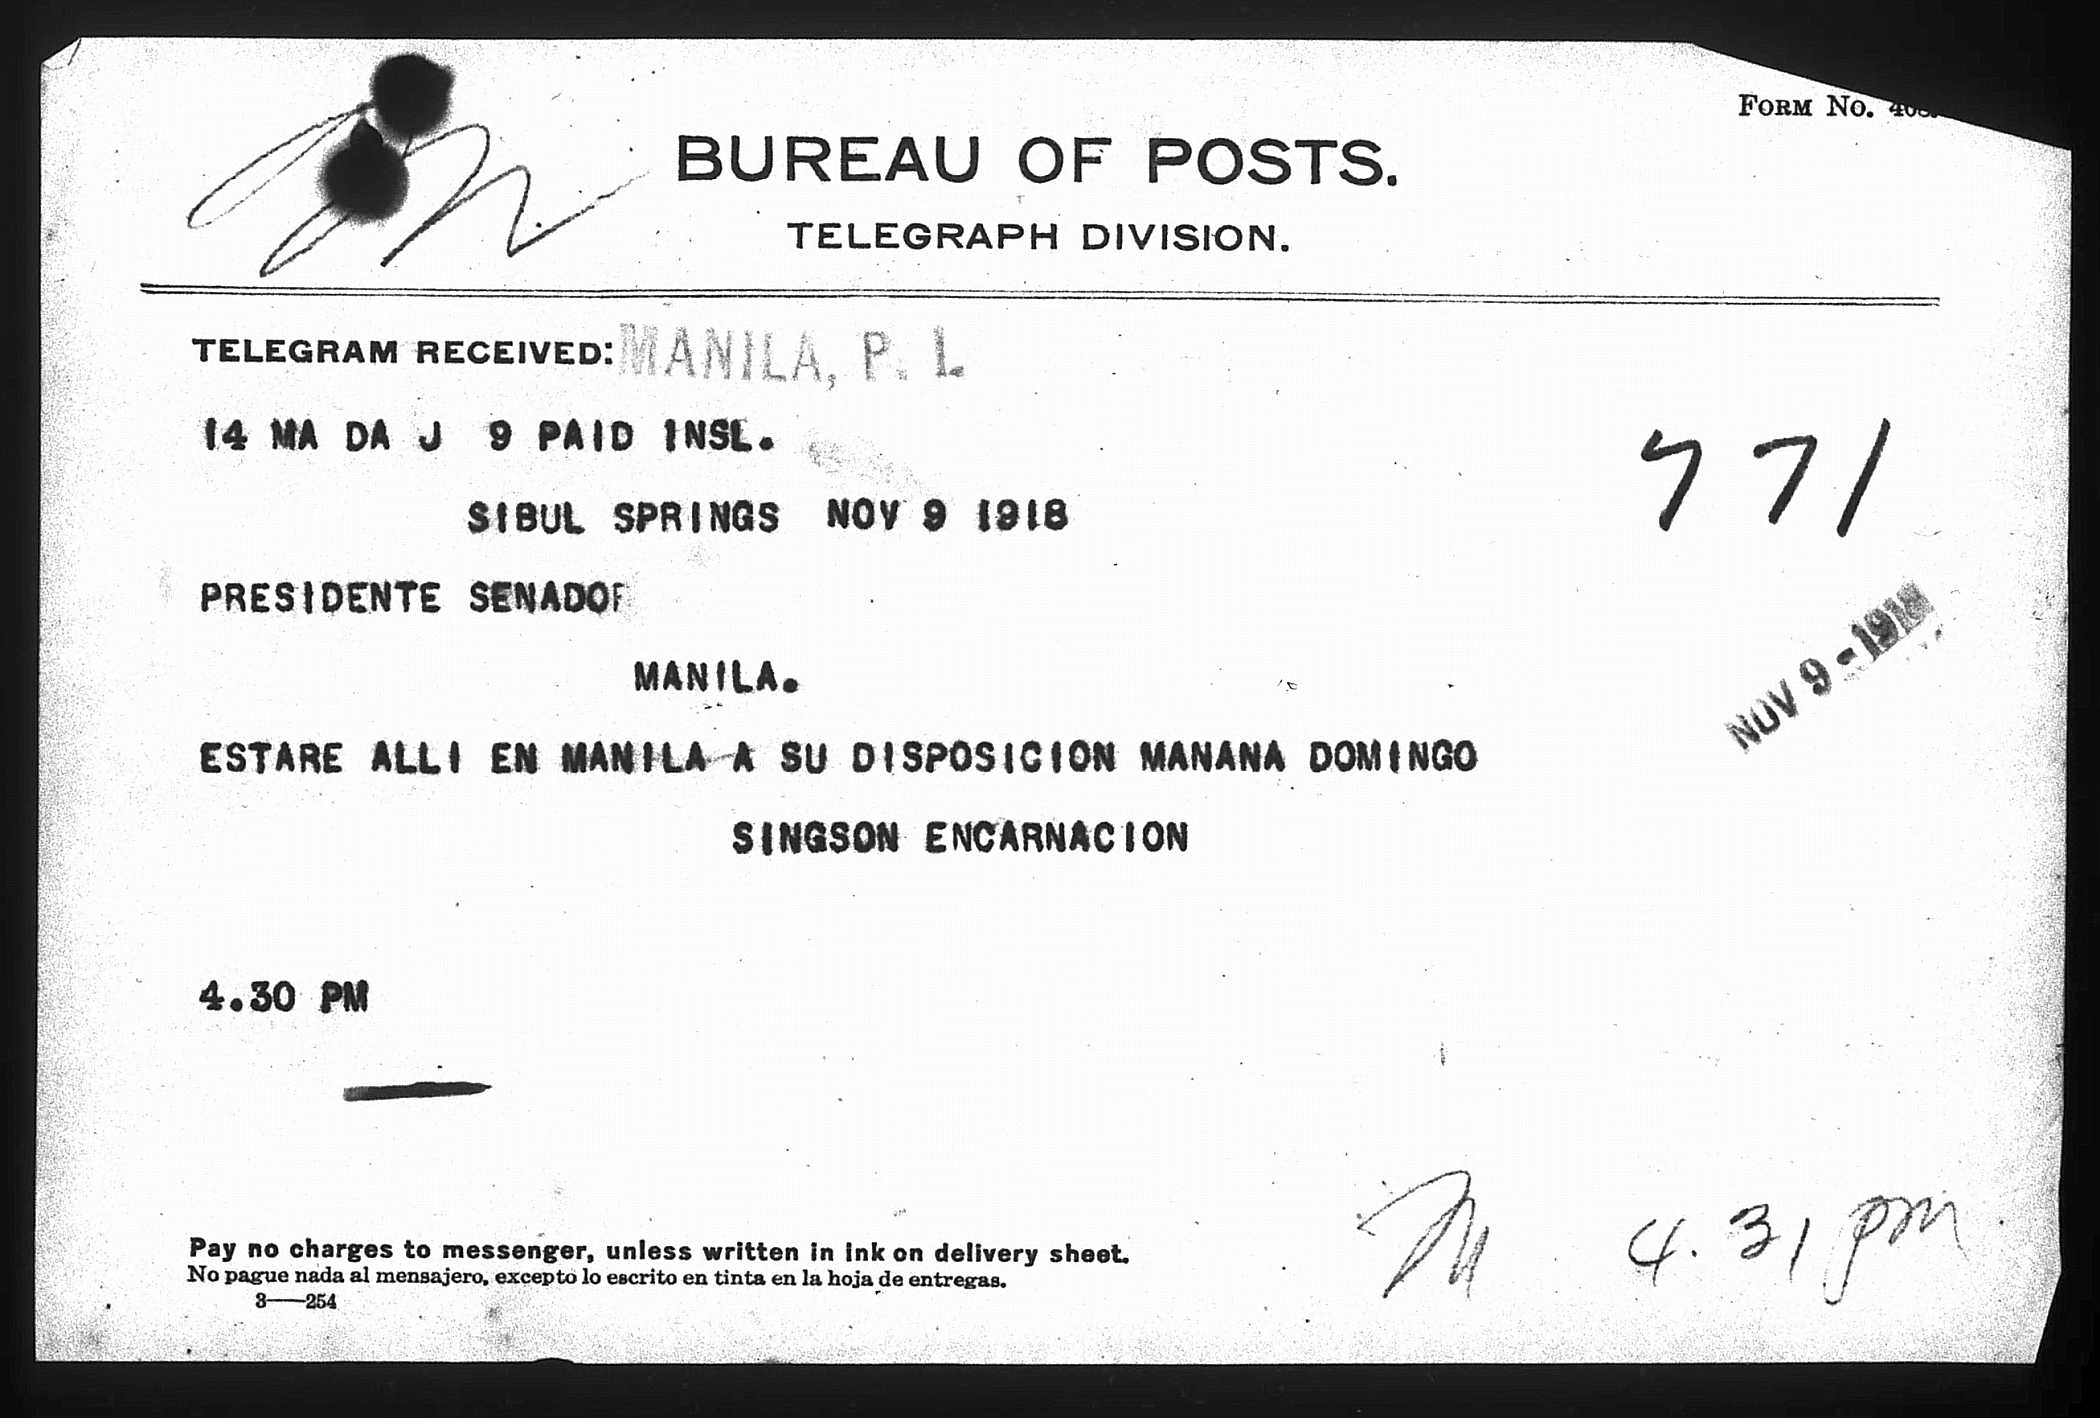 FORM No.
BUREAU OF POSTS.
TELEGRAPH DIVISION.
TELEGRAM RECEIVED: MANILA, P. I.
14 MA DA J 9 PAID INSL.
771
SIBUL SPRINGS NOV 9 1918
PRESIDENTE SENADOR
NOV 9-1918
MANILA.
ESTARE ALLI EN MANILA A SU DISPOSICION MANANA DOMINGO
SINGSON ENCARNACION
4.30 PM
4.31 pm
Pay no charges to messenger, unless written in ink on delivery sheet.
No pague nada al mensajero, excepto lo escrito en tinta en la hoja de entregas.
3——254